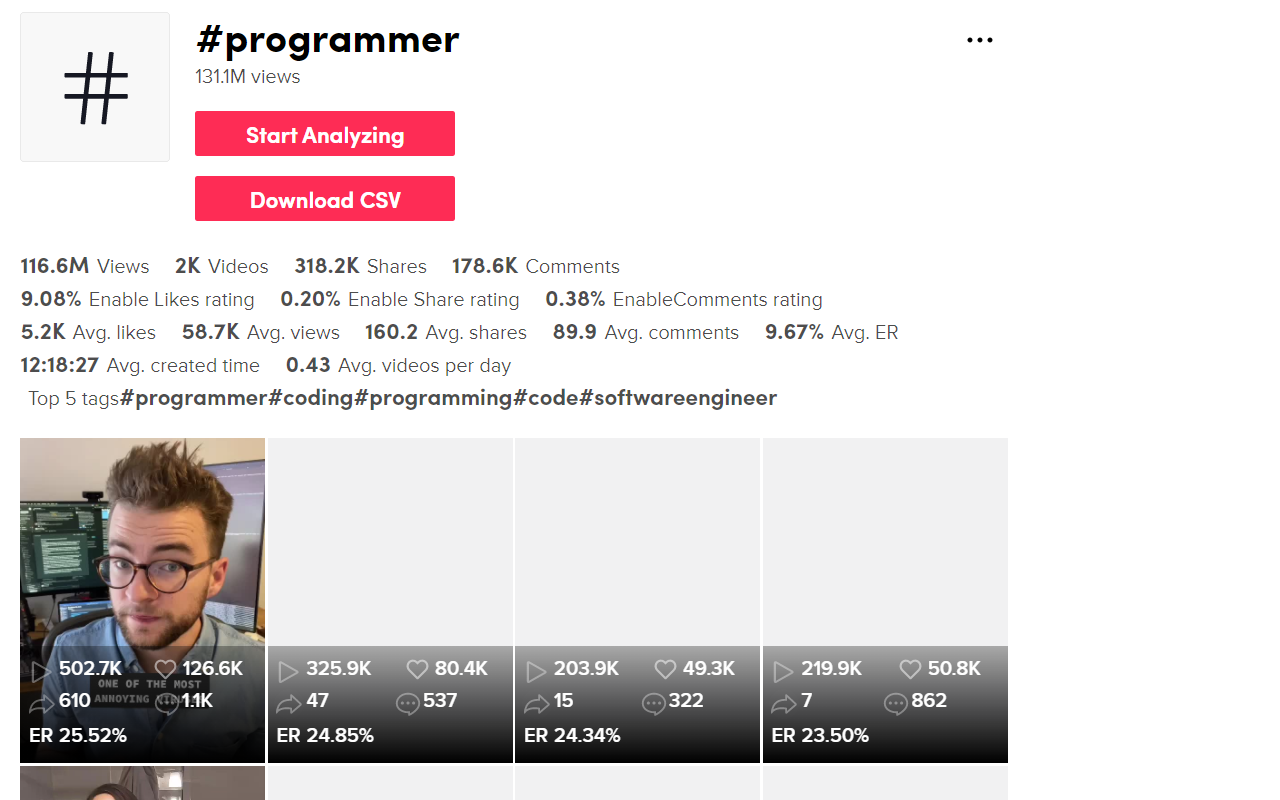 #programmer
131.1M views
Start Analyzing
Download CSV
116.6M Views 2K Videos 318.2K Shares 178.6K Comments
9.08% Enable Likes rating 0.20% Enable Share rating 0.38% EnableComments rating
5.2K Avg. likes 58.7K Avg. views 160.2 Avg. shares 89.9 Avg. comments 9.67% Avg. ER
12:18:27 Avg. created time 0.43 Avg. videos per day
Top 5 tags#programmer#coding#programming#code#softwareengineer
502.7K 126.6K
610 1.1K
ONE OF THE MOST
ANNOYING
ER 25.52%
325.9K 80.4K
47 537
ER 24.85%
203.9K 49.3K
15 322
ER 24.34%
219.9K 50.8K
7 862
ER 23.50%